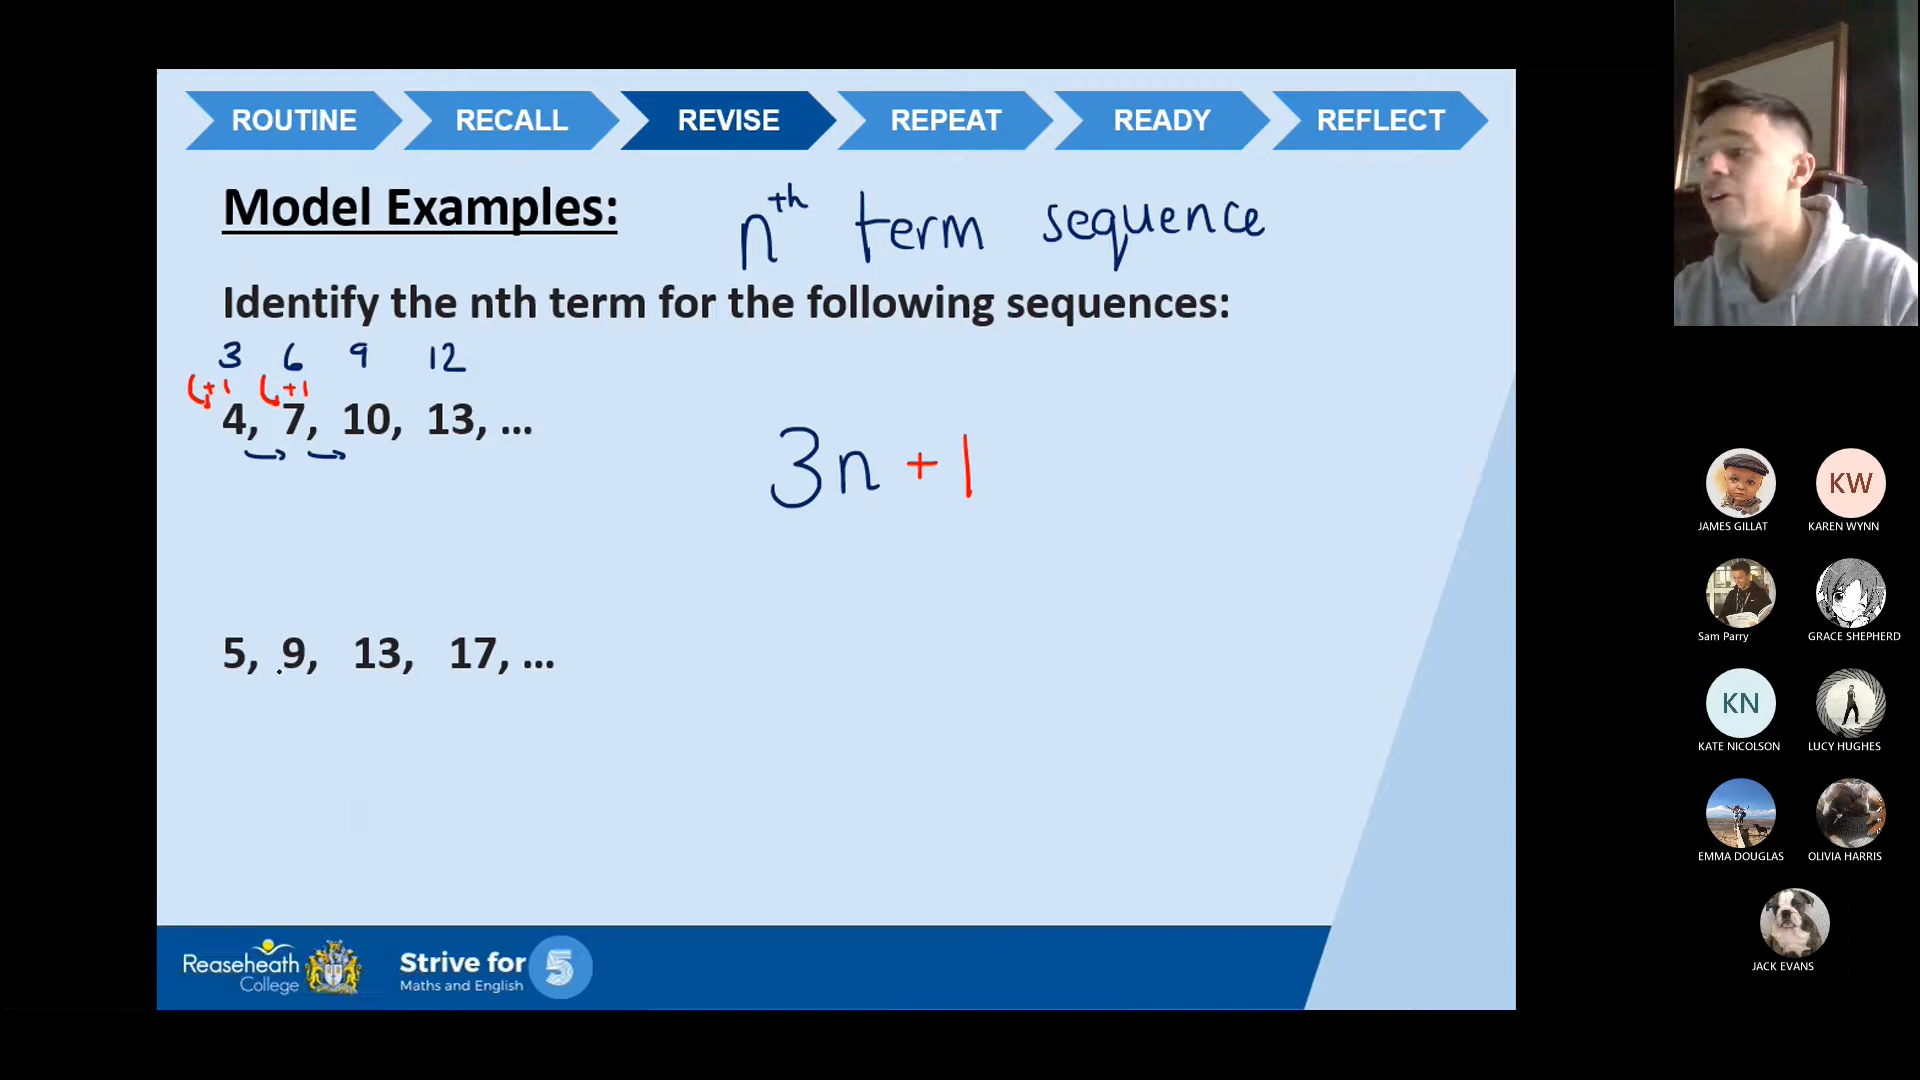 ROUTINE RECALL REVISE REPEAT READY REFLECT
Model Examples: nth term sequence
Identify the nth term for the following sequences:
3 6 9 12
+1 +1
4, 7, 10, 13, ...
3n + 1
5, 9, 13, 17, ...
Reaseheath
College
Strive for 5
Maths and English
KW
JAMES GILLAT KAREN WYNN
Sam Parry GRACE SHEPHERD
KN
KATE NICOLSON LUCY HUGHES
EMMA DOUGLAS OLIVIA HARRIS
JACK EVANS